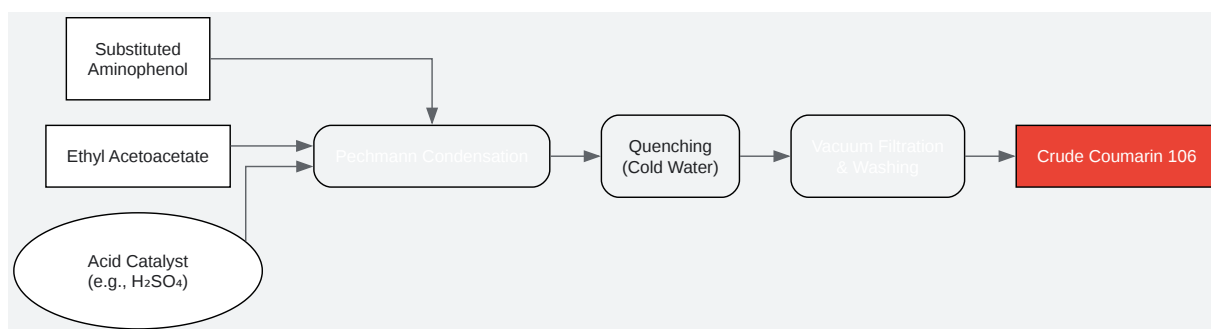 Substituted
Aminophenol
Ethyl Acetoacetate
Acid Catalyst
(e.g., H₂SO₄)
Pechmann Condensation
Quenching
(Cold Water)
Vacuum Filtration
& Washing
Crude Coumarin 106